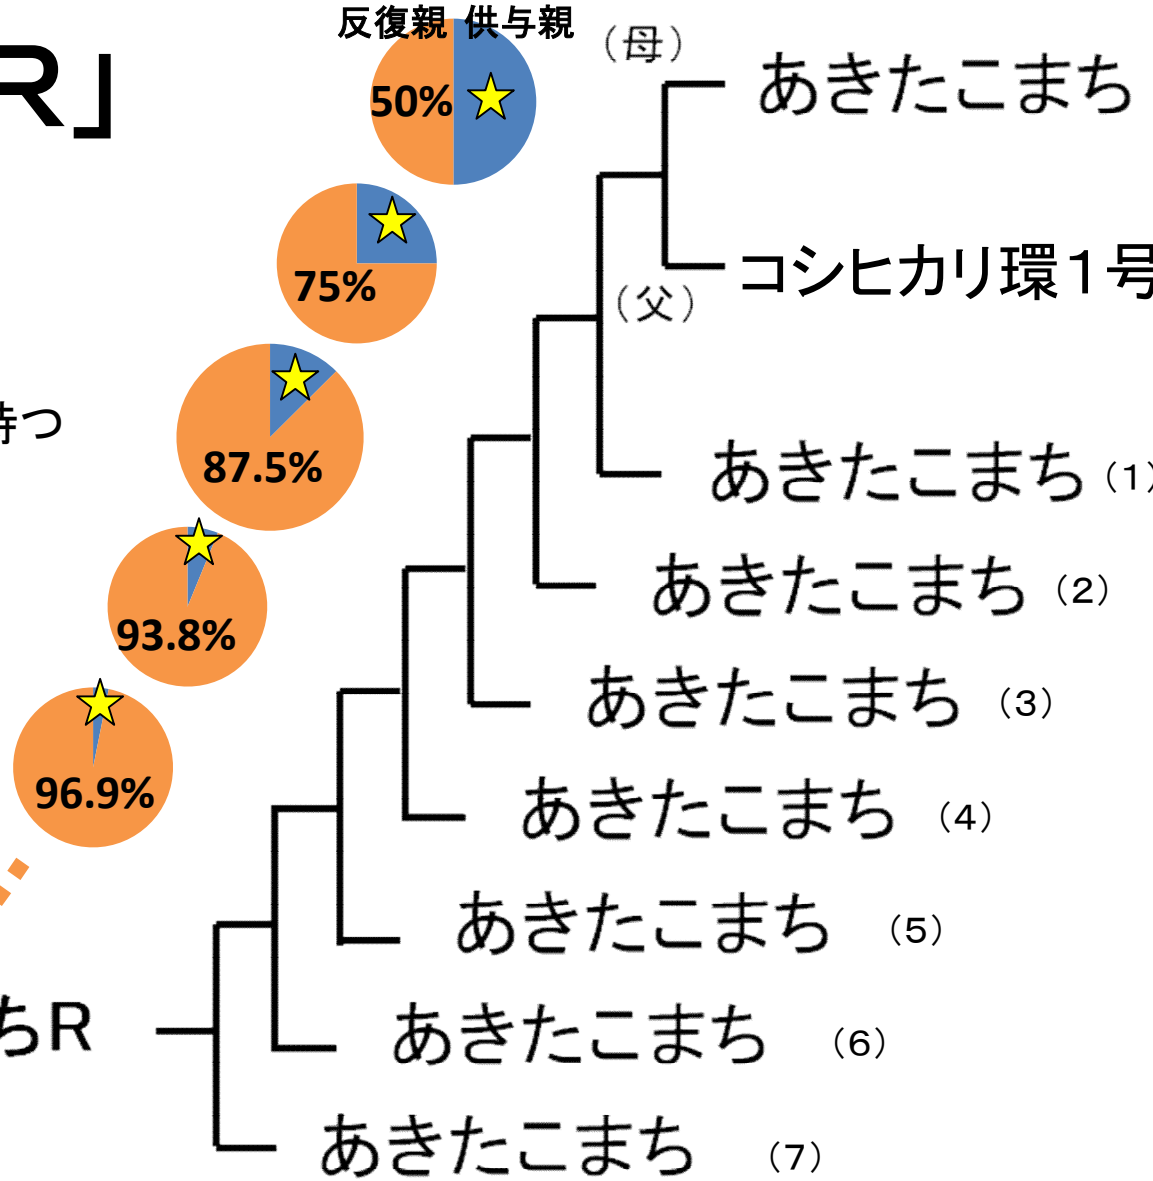 反復親 供与親
R」
(母)
あきたこまち
50%
75%
コシヒカリ環1号
(父)
持つ
87.5%
あきたこまち (1)
93.8%
あきたこまち (2)
あきたこまち (3)
96.9%
あきたこまち (4)
あきたこまち (5)
ちR
あきたこまち (6)
あきたこまち (7)